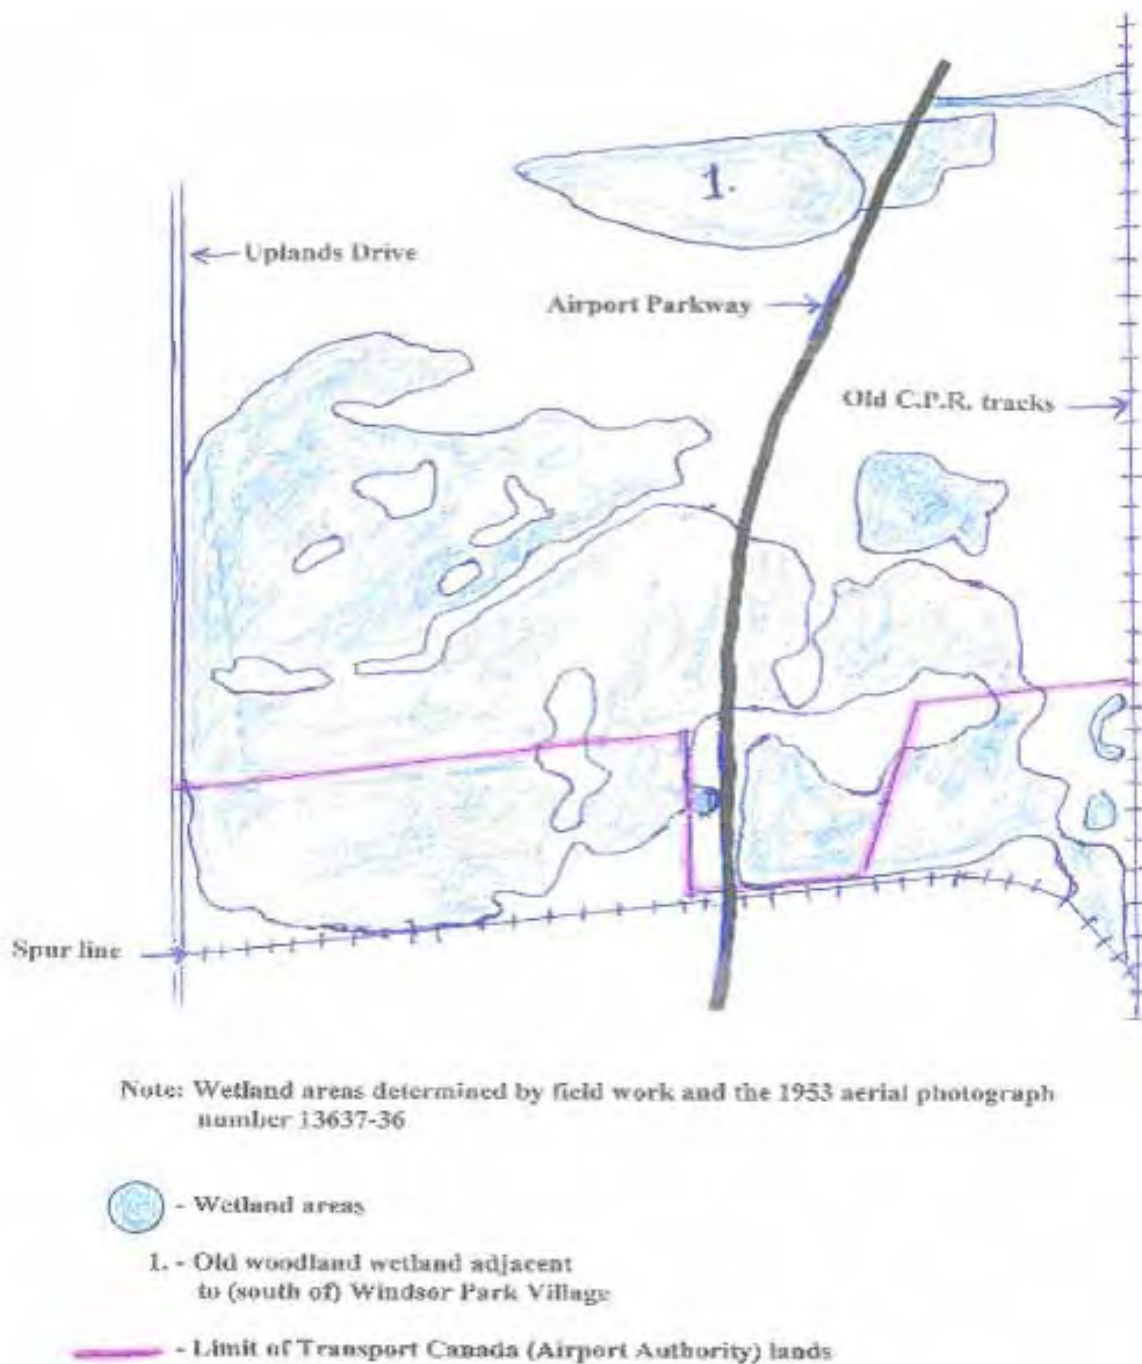 1.
Uplands Drive
Airport Parkway
Old C.P.R. tracks
Spur line
Note: Wetland areas determined by field work and the 1953 aerial photograph
number 13637-36
- Wetland areas
1. - Old woodland wetland adjacent
to (south of) Windsor Park Village
- Limit of Transport Canada (Airport Authority) lands